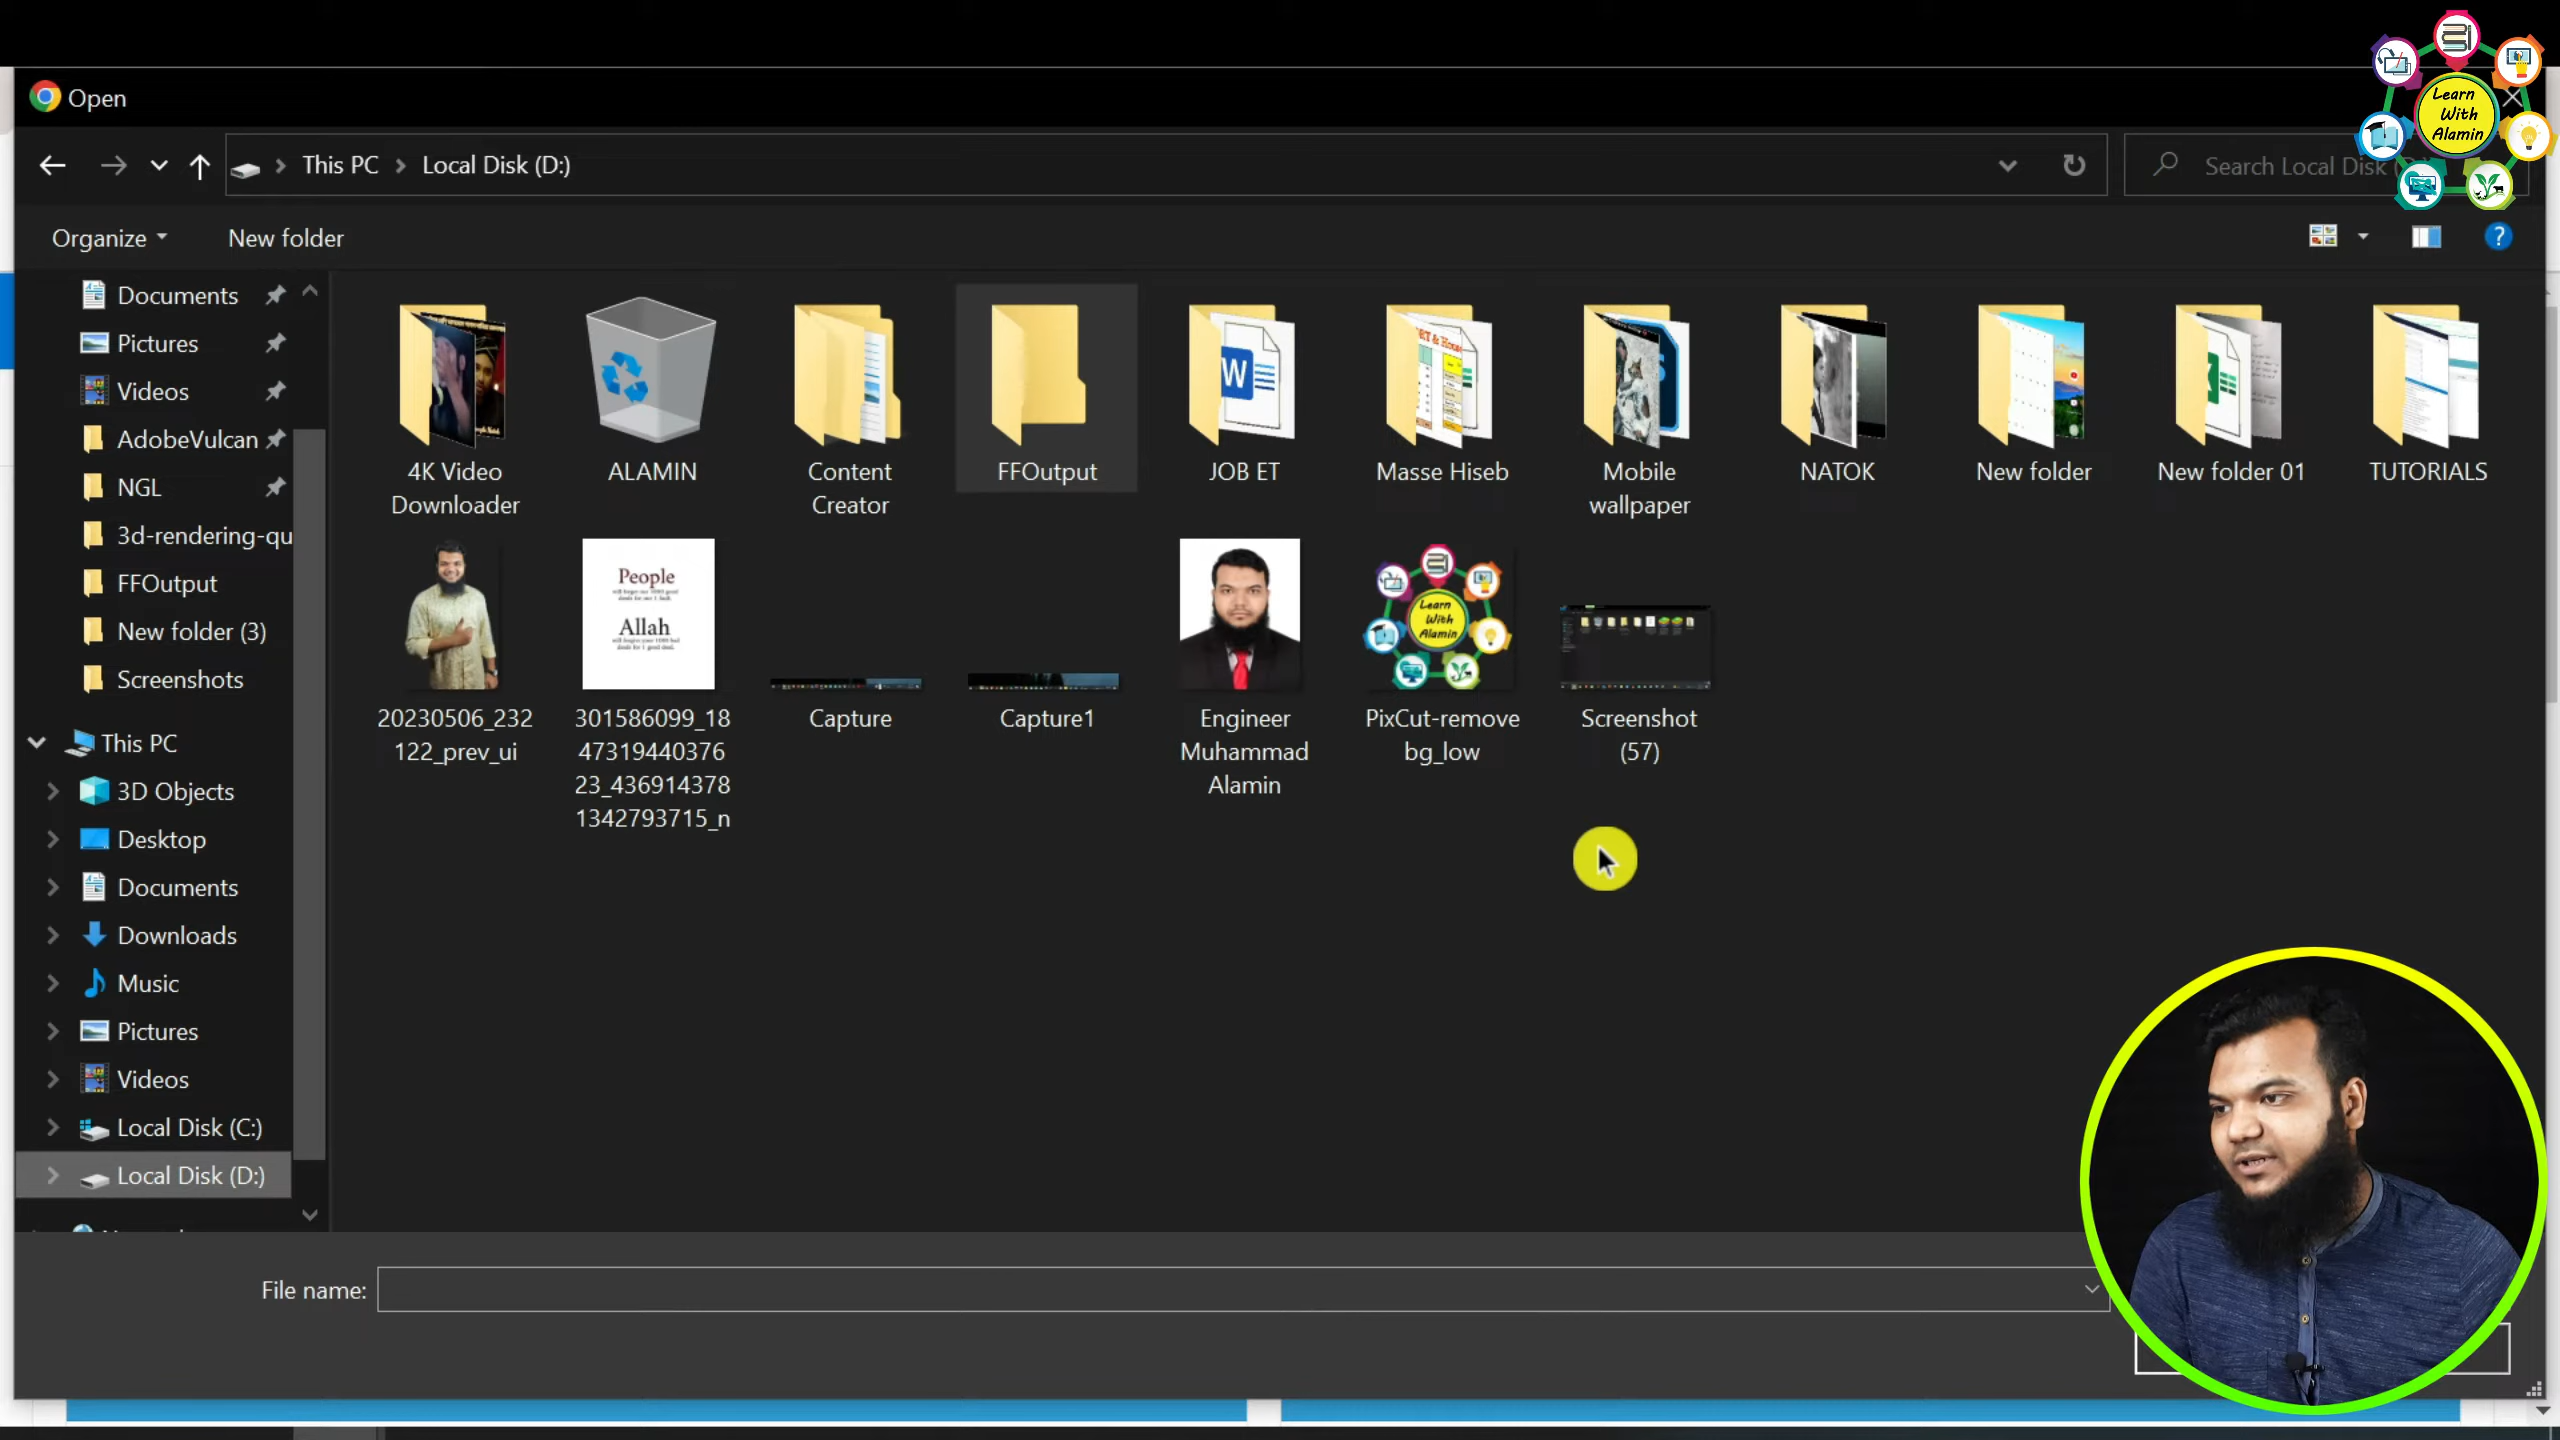 Open
Learn
With
Alamin
This PC
Local Disk (D:)
Search Local Disk
Organize
New folder
Documents
Pictures
Videos
AdobeVulcan
NGL
3d-rendering-qu
FFOutput
New folder (3)
Screenshots
This PC
3D Objects
Desktop
Documents
Downloads
Music
Pictures
Videos
Local Disk (C:)
Local Disk (D:)
4K Video
Downloader
ALAMIN
Content
Creator
FFOutput
JOB ET
Masse Hiseb
Mobile
wallpaper
NATOK
New folder
New folder 01
TUTORIALS
People
Allah
Learn
With
Alamin
20230506_232
122_prev_ui
301586099_18
47319440376
23_436914378
1342793715_n
Capture
Capture1
Engineer
Muhammad
Alamin
PixCut-remove
bg_low
Screenshot
(57)
File name: